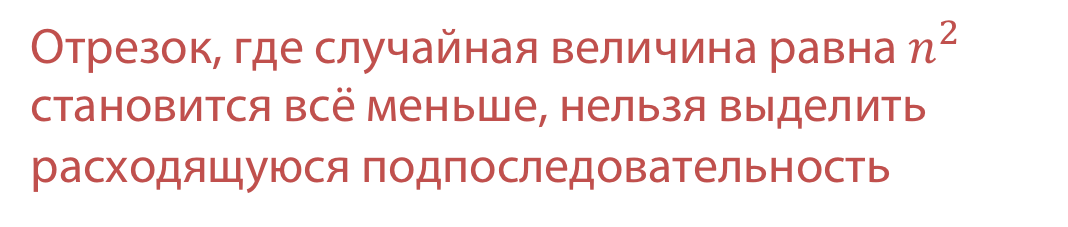 Отрезок, где случайная величина равна n²
становится всё меньше, нельзя выделить
расходящуюся подпоследовательность